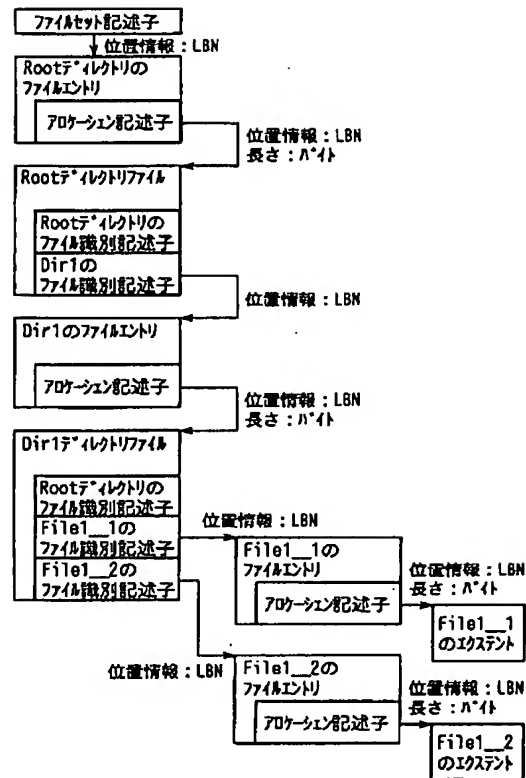 ファイルセット記述子
位置情報：LBN
Rootディレクトリの
ファイルエントリ
アロケーション記述子
位置情報：LBN
長さ：バイト
Rootディレクトリファイル
Rootディレクトリの
ファイル識別記述子
Dir1の
ファイル識別記述子
位置情報：LBN
Dir1のファイルエントリ
アロケーション記述子
位置情報：LBN
長さ：バイト
Dir1ディレクトリファイル
Rootディレクトリの
ファイル識別記述子
File1__1の
ファイル識別記述子
File1__2の
ファイル識別記述子
位置情報：LBN
File1__1の
ファイルエントリ
アロケーション記述子
位置情報：LBN
長さ：バイト
File1__1
のエクステント
位置情報：LBN
File1__2の
ファイルエントリ
アロケーション記述子
位置情報：LBN
長さ：バイト
File1__2
のエクステント